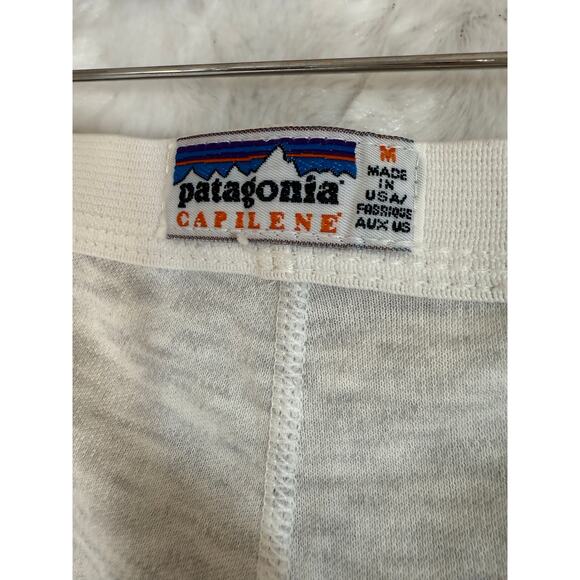 patagonia®
CAPILENE®
M
MADE
IN
USA/
FABRIQUE
AUX US